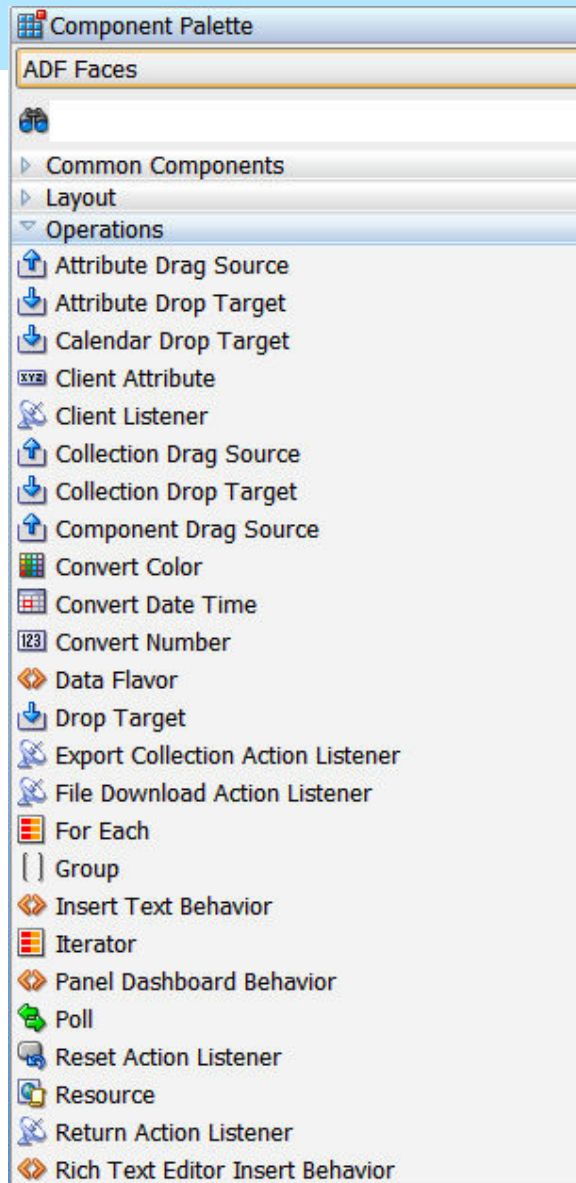 Component Palette
ADF Faces
Common Components
Layout
Operations
Attribute Drag Source
Attribute Drop Target
Calendar Drop Target
XYZ Client Attribute
Client Listener
Collection Drag Source
Collection Drop Target
Component Drag Source
Convert Color
Convert Date Time
123 Convert Number
Data Flavor
Drop Target
Export Collection Action Listener
File Download Action Listener
For Each
Group
Insert Text Behavior
Iterator
Panel Dashboard Behavior
Poll
Reset Action Listener
Resource
Return Action Listener
Rich Text Editor Insert Behavior